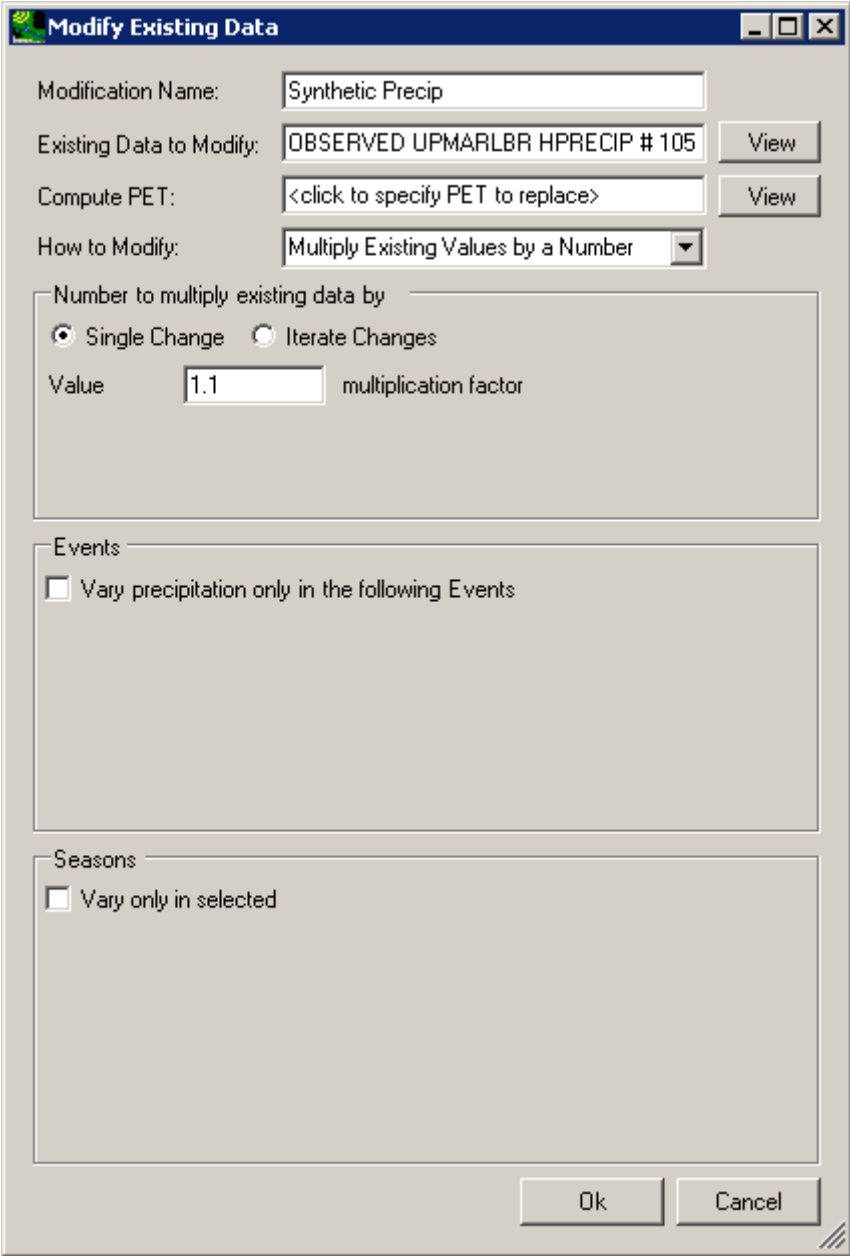 Modify Existing Data
Modification Name: Synthetic Precip
Existing Data to Modify: OBSERVED UPMARLBR HPRECIP # 105 View
Compute PET: <click to specify PET to replace> View
How to Modify: Multiply Existing Values by a Number
Number to multiply existing data by
Single Change Iterate Changes
Value 1.1 multiplication factor
Events
Vary precipitation only in the following Events
Seasons
Vary only in selected
Ok Cancel